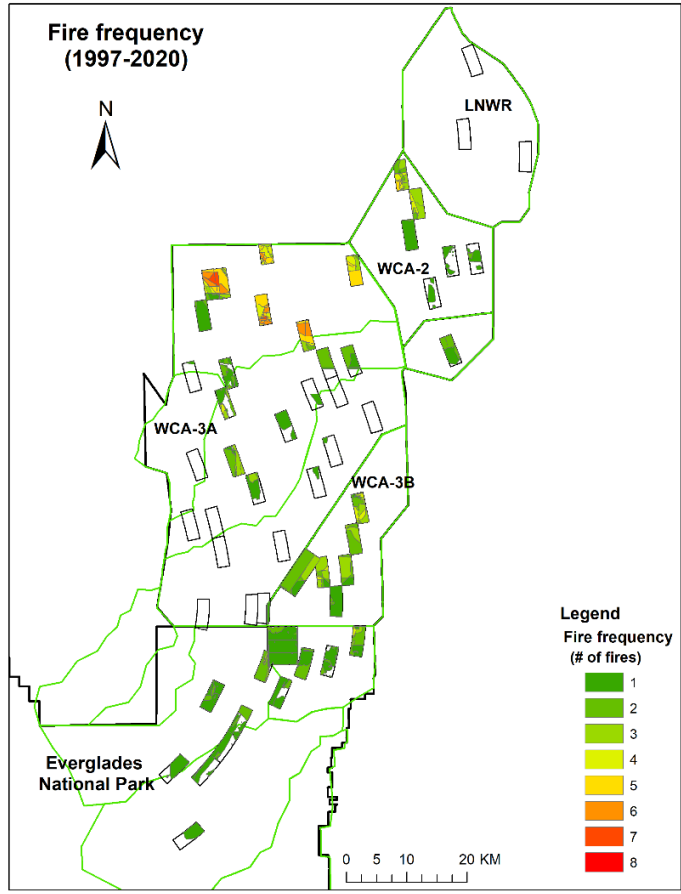 Fire frequency
(1997-2020)
N
LNWR
WCA-2
WCA-3A
WCA-3B
Everglades
National Park
Legend
Fire frequency
(# of fires)
1
2
3
4
5
6
7
8
0 5 10 20 KM